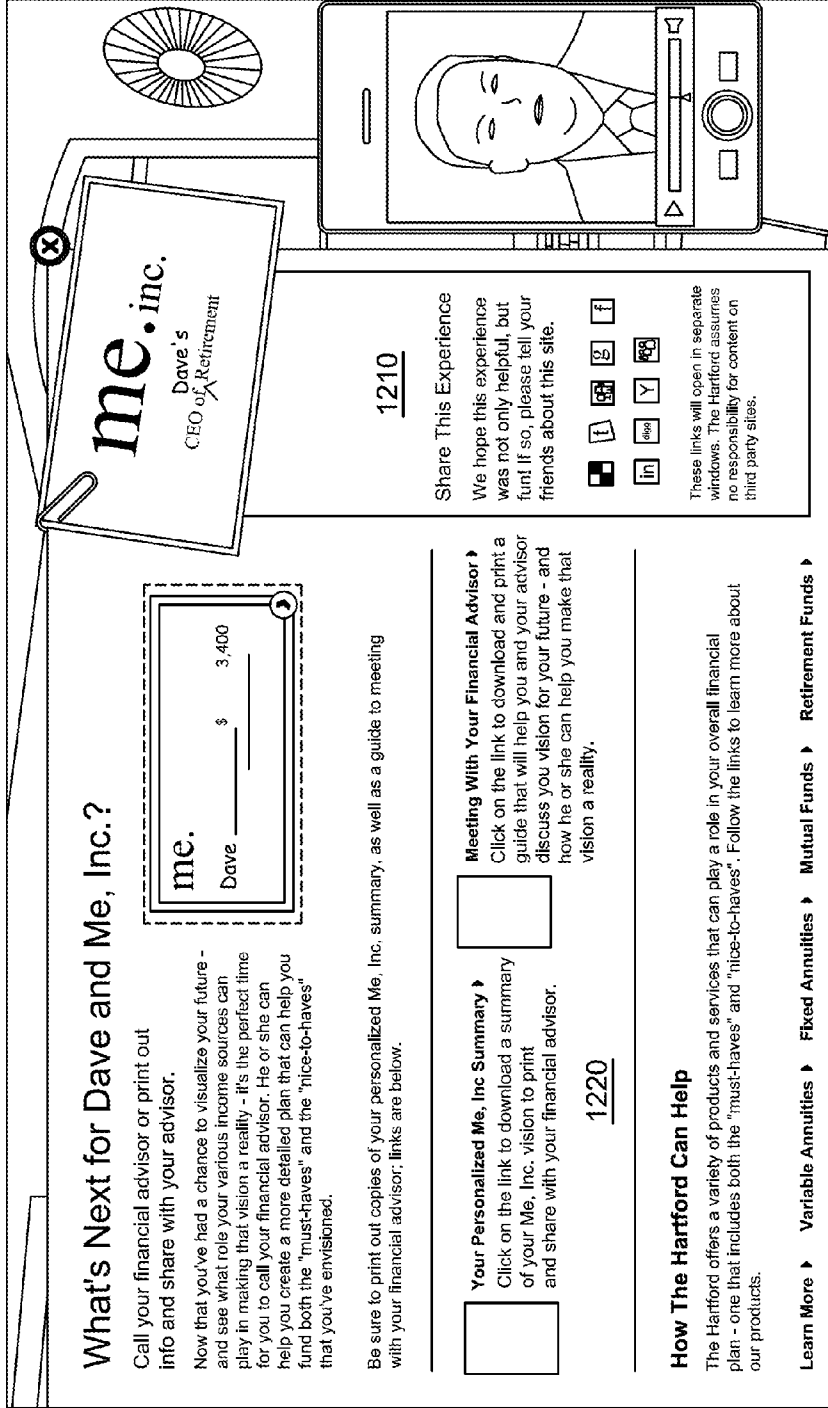 What's Next for Dave and Me, Inc.?
Call your financial advisor or print out
info and share with your advisor.
Now that you've had a chance to visualize your future -
and see what role your various income sources can
play in making that vision a reality - it's the perfect time
for you to call your financial advisor. He or she can
help you create a more detailed plan that can help you
fund both the "must-haves" and the "nice-to-haves"
that you've envisioned.
me.
Dave $ 3,400
Be sure to print out copies of your personalized Me, Inc. summary, as well as a guide to meeting
with your financial advisor; links are below.
Your Personalized Me, Inc Summary
Click on the link to download a summary
of your Me, Inc. vision to print
and share with your financial advisor.
1220
Meeting With Your Financial Advisor
Click on the link to download and print a
guide that will help you and your advisor
discuss you vision for your future - and
how he or she can help you make that
vision a reality.
How The Hartford Can Help
The Hartford offers a variety of products and services that can play a role in your overall financial
plan - one that includes both the "must-haves" and "nice-to-haves". Follow the links to learn more about
our products.
Learn More Variable Annuities Fixed Annuities Mutual Funds Retirement Funds
X
me.inc.
Dave's
CEO of Retirement
1210
Share This Experience
We hope this experience
was not only helpful, but
fun! If so, please tell your
friends about this site.
t g f
in digg Y
These links will open in separate
windows. The Hartford assumes
no responsibility for content on
third party sites.